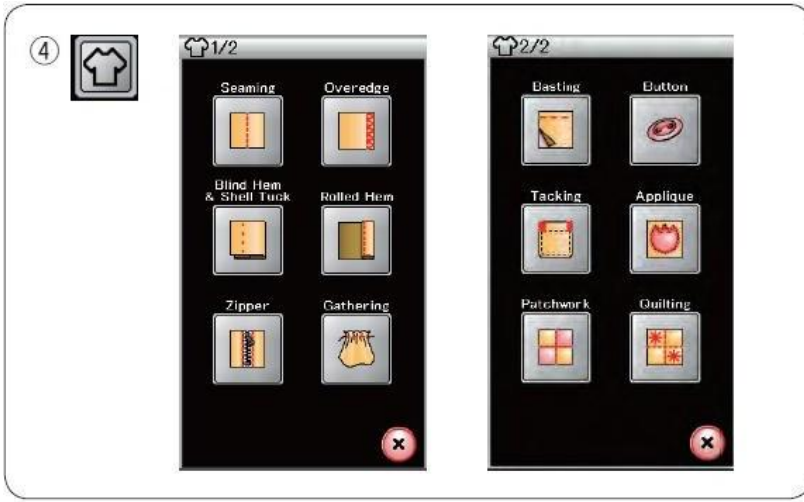 ④
1/2
Seaming Overedge
Blind Hem
& Shell Tuck Rolled Hem
Zipper Gathering
2/2
Basting Button
Tacking Applique
Patchwork Quilting